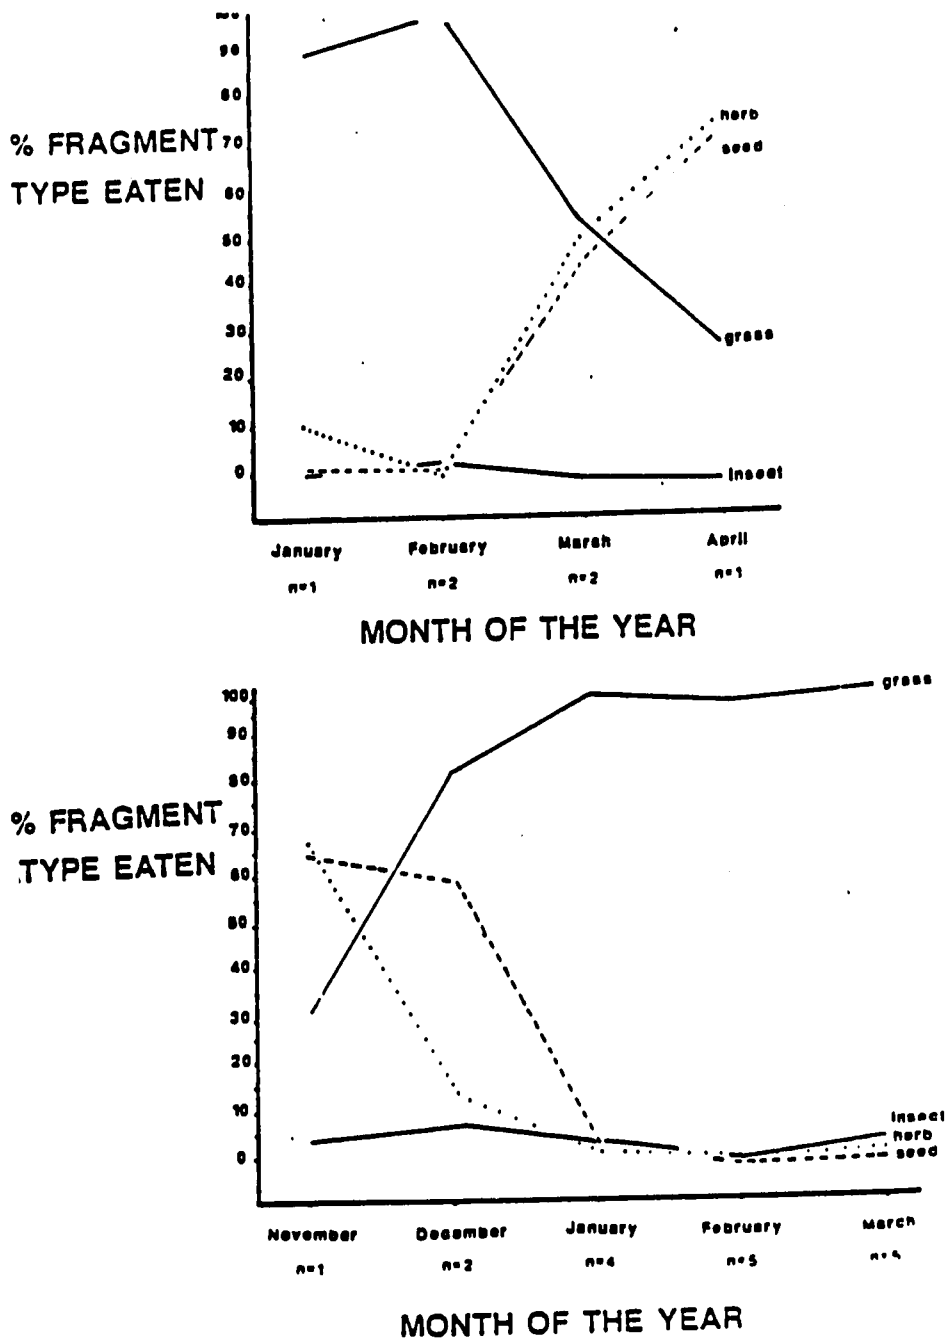 90
80
% FRAGMENT 70
TYPE EATEN 60
50
40
30
20
10
0
herb
seed
grass
insect
January February March April
n=1 n=2 n=2 n=1
MONTH OF THE YEAR
100
90
80
% FRAGMENT
70
TYPE EATEN
60
50
40
30
20
10
0
grass
insect
herb
seed
November December January February March
n=1 n=2 n=4 n=5
MONTH OF THE YEAR